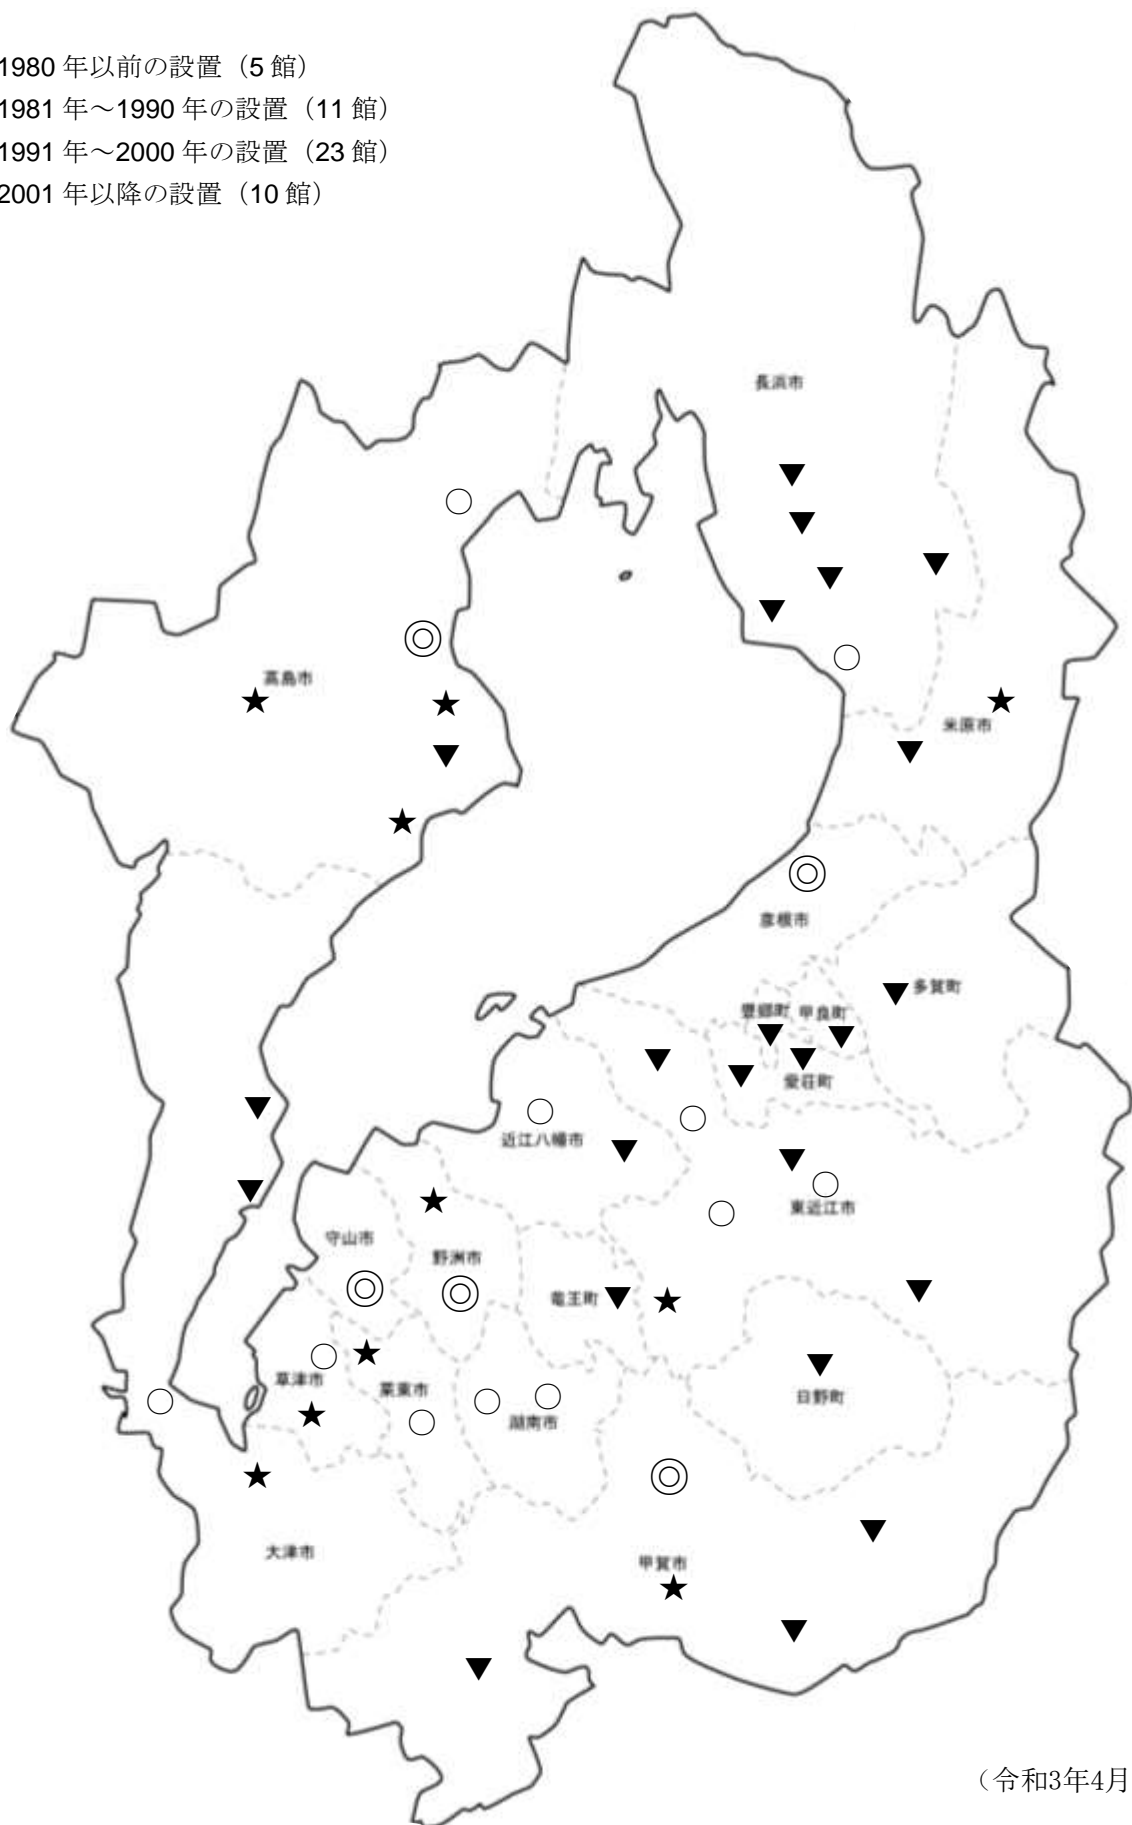 1980 年以前の設置（5 館）
1981 年～1990 年の設置（11 館）
1991 年～2000 年の設置（23 館）
2001 年以降の設置（10 館）
長浜市
高島市
米原市
彦根市
多賀町
豊郷町
甲良町
愛荘町
近江八幡市
東近江市
守山市
野洲市
竜王町
草津市
栗東市
湖南市
日野町
大津市
甲賀市
（令和3年4月